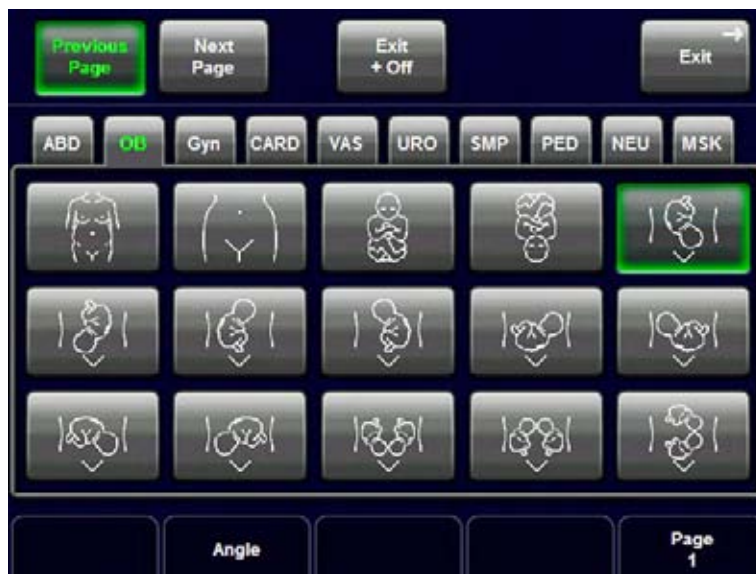 Previous
Page
Next
Page
Exit
+ Off
Exit
ABD
OB
Gyn
CARD
VAS
URO
SMP
PED
NEU
MSK
Angle
Page
1